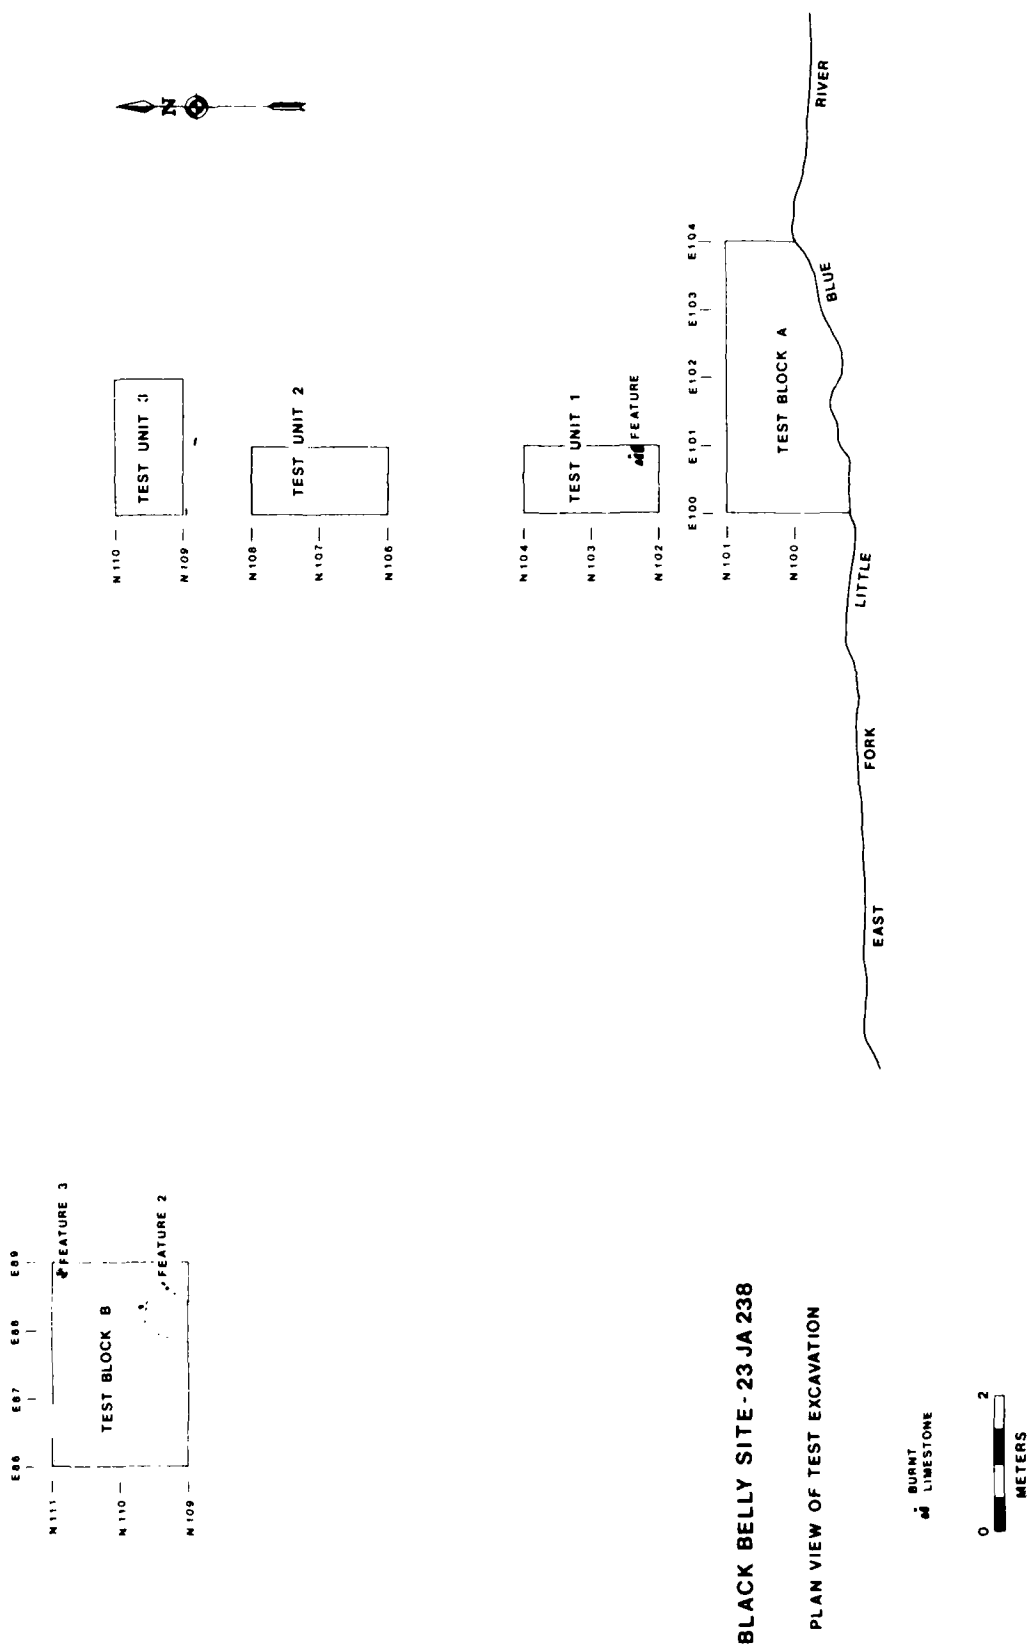 N
E86
E87
E88
E89
N111
N110
N109
TEST BLOCK B
FEATURE 3
FEATURE 2
N110
N109
TEST UNIT 3
N108
N107
N106
TEST UNIT 2
N104
N103
N102
TEST UNIT 1
FEATURE
E100
E101
E102
E103
E104
N101
N100
TEST BLOCK A
EAST FORK LITTLE BLUE RIVER
BLACK BELLY SITE - 23 JA 238
PLAN VIEW OF TEST EXCAVATION
BURNT
LIMESTONE
0 2
METERS